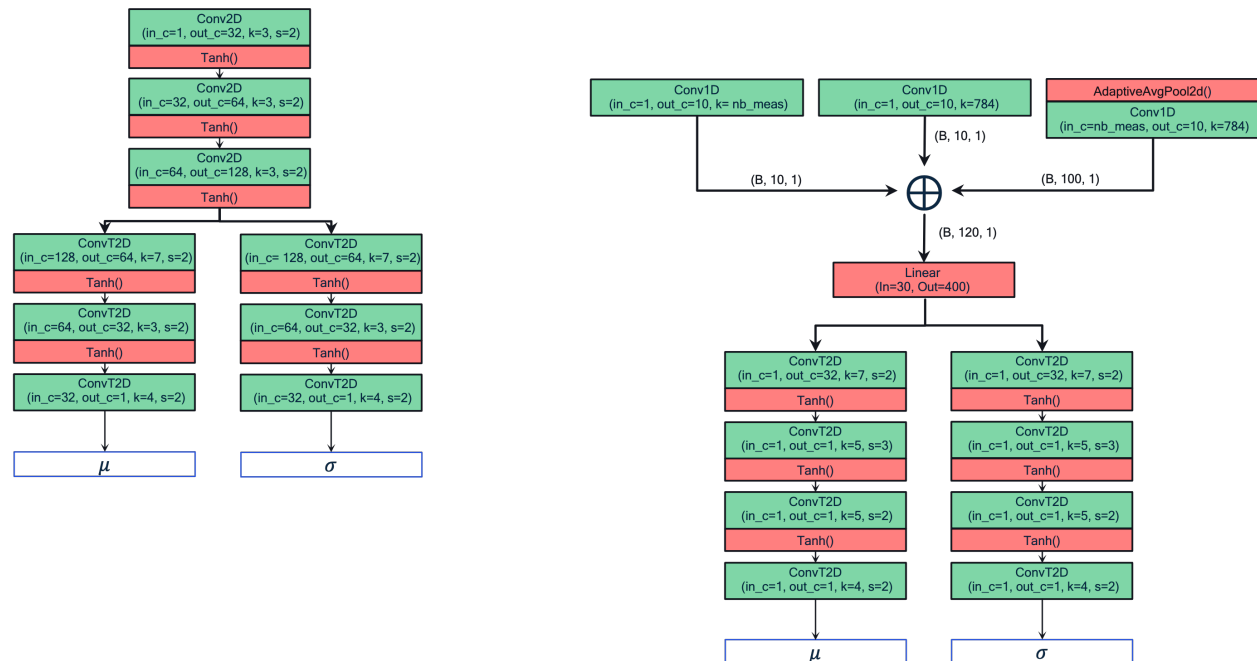 Conv2D
(in_c=1, out_c=32, k=3, s=2)
Tanh()
Conv2D
(in_c=32, out_c=64, k=3, s=2)
Tanh()
Conv2D
(in_c=64, out_c=128, k=3, s=2)
Tanh()
ConvT2D
(in_c=128, out_c=64, k=7, s=2)
Tanh()
ConvT2D
(in_c=64, out_c=32, k=3, s=2)
Tanh()
ConvT2D
(in_c=32, out_c=1, k=4, s=2)
μ
ConvT2D
(in_c= 128, out_c=64, k=7, s=2)
Tanh()
ConvT2D
(in_c=64, out_c=32, k=3, s=2)
Tanh()
ConvT2D
(in_c=32, out_c=1, k=4, s=2)
σ
Conv1D
(in_c=1, out_c=10, k= nb_meas)
Conv1D
(in_c=1, out_c=10, k=784)
AdaptiveAvgPool2d()
Conv1D
(in_c=nb_meas, out_c=10, k=784)
(B, 10, 1)
(B, 10, 1)
(B, 100, 1)
(B, 120, 1)
Linear
(In=30, Out=400)
ConvT2D
(in_c=1, out_c=32, k=7, s=2)
Tanh()
ConvT2D
(in_c=1, out_c=1, k=5, s=3)
Tanh()
ConvT2D
(in_c=1, out_c=1, k=5, s=2)
Tanh()
ConvT2D
(in_c=1, out_c=1, k=4, s=2)
μ
ConvT2D
(in_c=1, out_c=32, k=7, s=2)
Tanh()
ConvT2D
(in_c=1, out_c=1, k=5, s=3)
Tanh()
ConvT2D
(in_c=1, out_c=1, k=5, s=2)
Tanh()
ConvT2D
(in_c=1, out_c=1, k=4, s=2)
σ